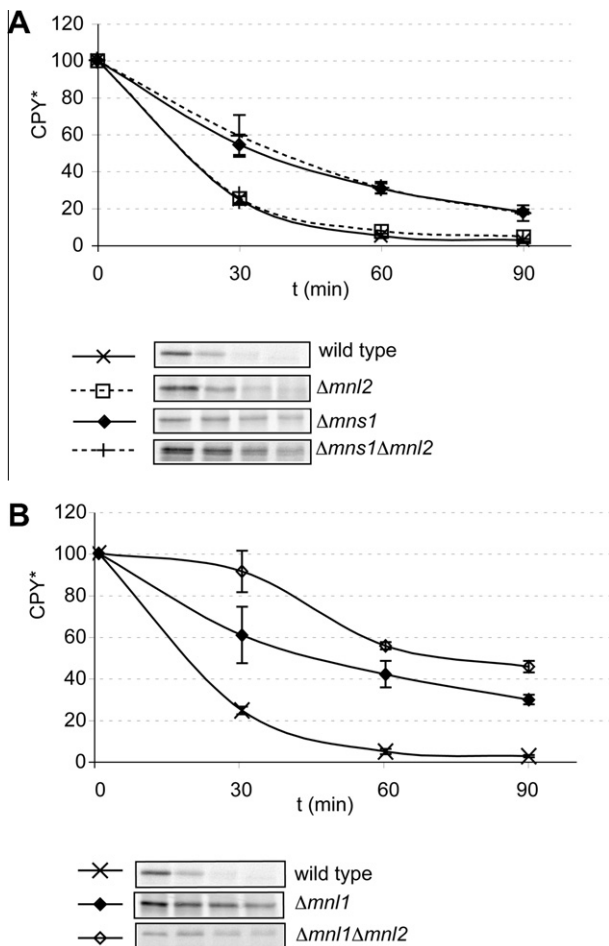 A
120
100
80
60
40
20
0
CPY*
0 30 60 90
t (min)
wild type
Δmnl2
Δmns1
Δmns1Δmnl2
B
120
100
80
60
40
20
0
CPY*
0 30 60 90
t (min)
wild type
Δmnl1
Δmnl1Δmnl2